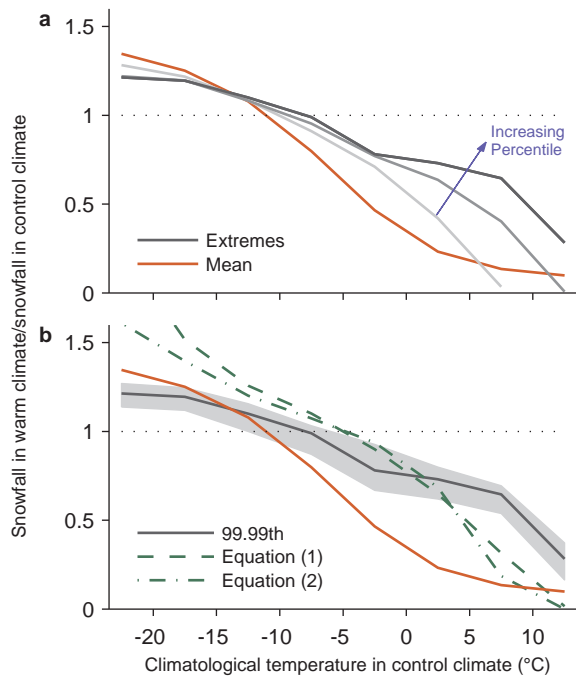 a
1.5
1
0.5
0
Increasing
Percentile
Extremes
Mean
Snowfall in warm climate/snowfall in control climate
b
1.5
1
0.5
0
99.99th
Equation (1)
Equation (2)
-20 -15 -10 -5 0 5 10
Climatological temperature in control climate (°C)